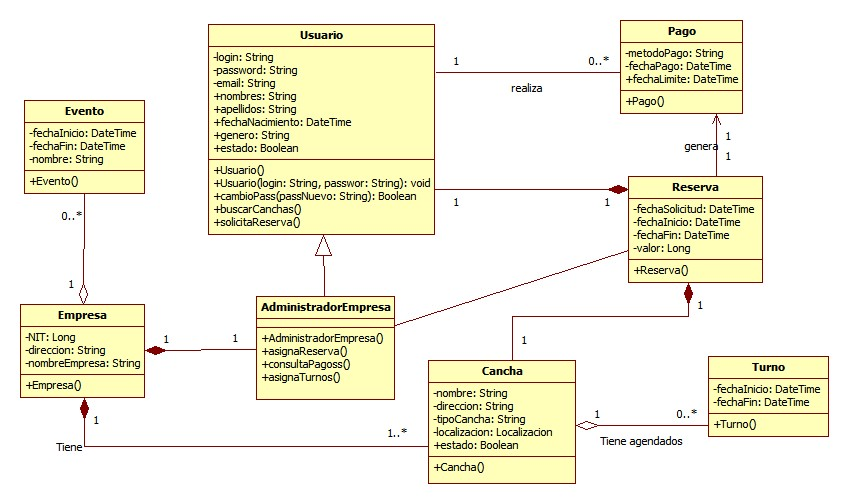 Usuario
-login: String
-password: String
-email: String
+nombres: String
+apellidos: String
+fechaNacimiento: DateTime
+genero: String
+estado: Boolean
+Usuario()
+Usuario(login: String, passwor: String): void
+cambioPass(passNuevo: String): Boolean
+buscarCanchas()
+solicitaReserva()
1
0..*
realiza
Pago
-metodoPago: String
-fechaPago: DateTime
+fechaLimite: DateTime
+Pago()
1
genera
1
Evento
-fechaInicio: DateTime
-fechaFin: DateTime
-nombre: String
+Evento()
0..*
1
1
1
Reserva
-fechaSolicitud: DateTime
-fechaInicio: DateTime
-fechaFin: DateTime
-valor: Long
+Reserva()
1
Empresa
-NIT: Long
-direccion: String
-nombreEmpresa: String
+Empresa()
1
1
AdministradorEmpresa
+AdministradorEmpresa()
+asignaReserva()
+consultaPagoss()
+asignaTurnos()
1
Cancha
-nombre: String
-direccion: String
-tipoCancha: String
-localizacion: Localizacion
+estado: Boolean
+Cancha()
1
0..*
Tiene agendados
Turno
-fechaInicio: DateTime
-fechaFin: DateTime
+Turno()
1
Tiene
1..*